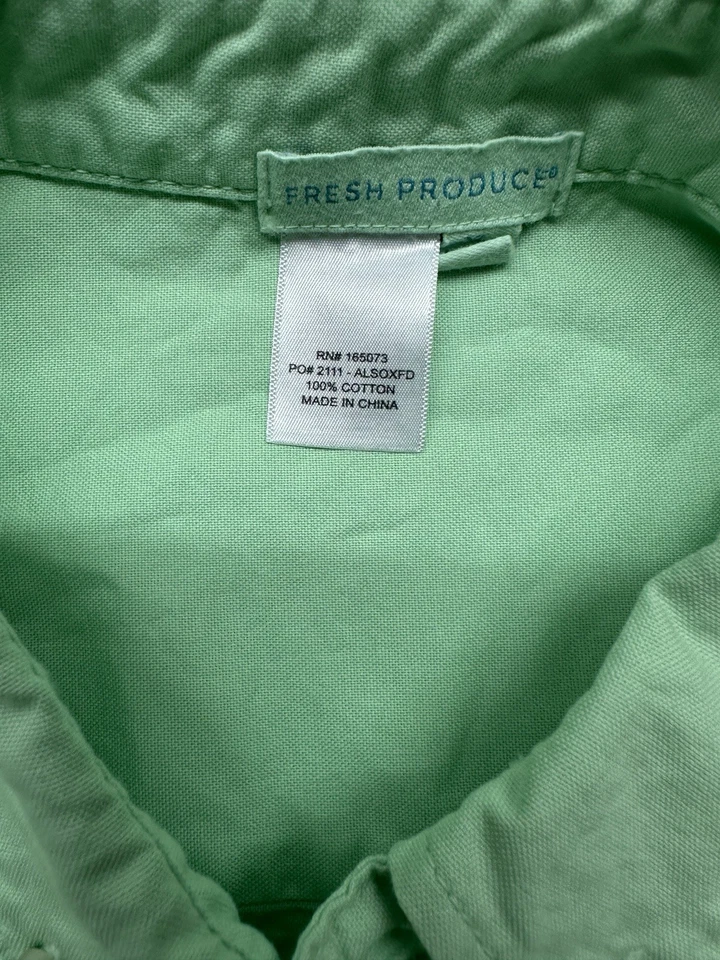 FRESH PRODUCE®
RN# 165073
PO# 2111 - ALSOXFD
100% COTTON
MADE IN CHINA